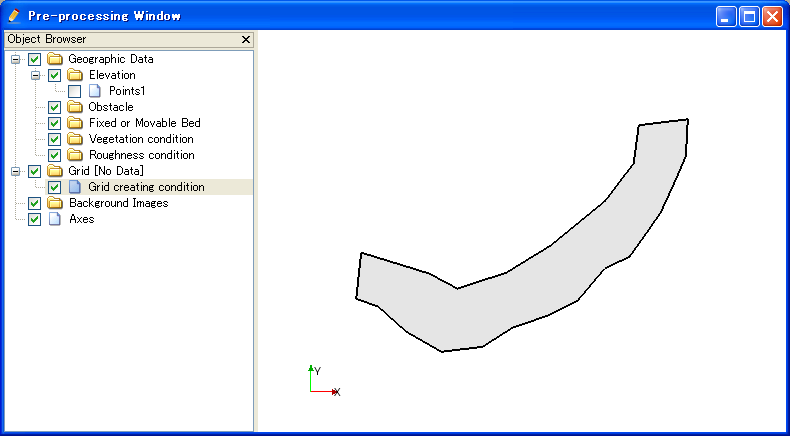 Pre-processing Window
Object Browser
Geographic Data
Elevation
Points1
Obstacle
Fixed or Movable Bed
Vegetation condition
Roughness condition
Grid [No Data]
Grid creating condition
Background Images
Axes
Y
X